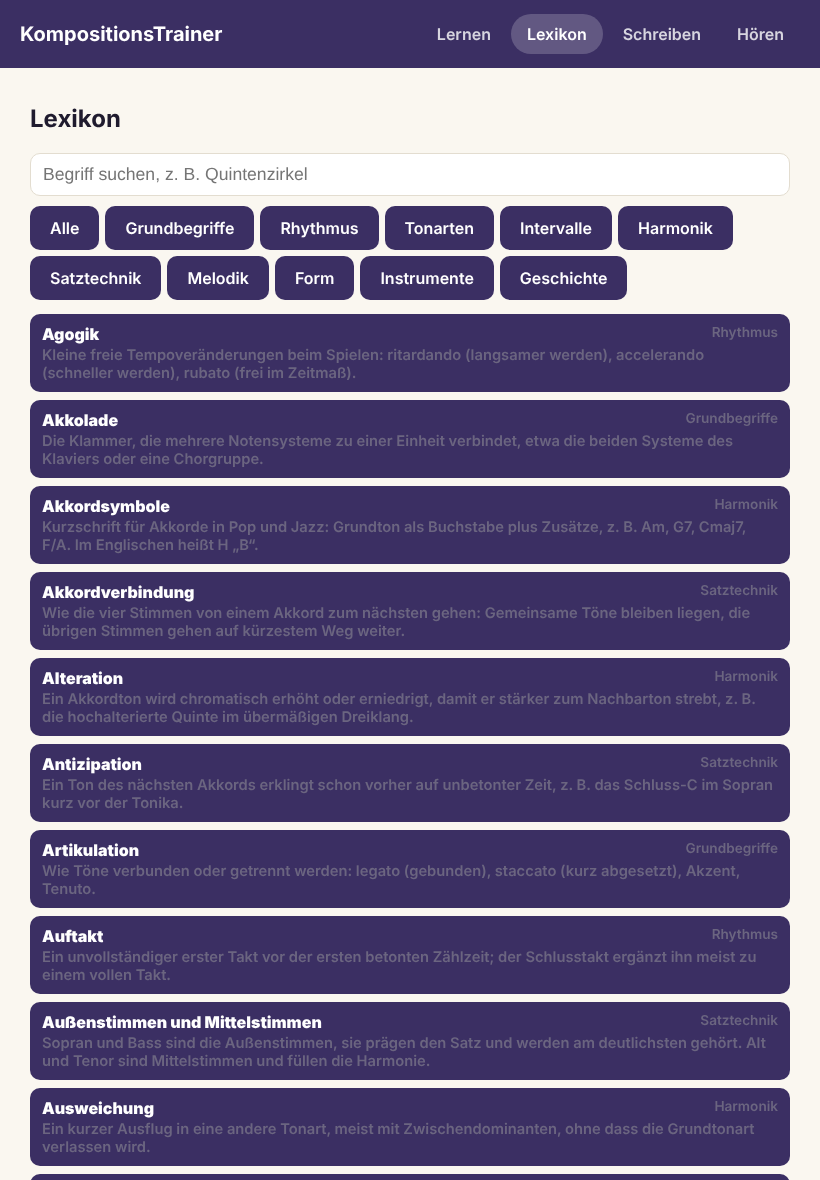 KompositionsTrainer
Lernen
Lexikon
Schreiben
Hören
Lexikon
Begriff suchen, z. B. Quintenzirkel
Alle
Grundbegriffe
Rhythmus
Tonarten
Intervalle
Harmonik
Satztechnik
Melodik
Form
Instrumente
Geschichte
Agogik
Rhythmus
Kleine freie Tempoveränderungen beim Spielen: ritardando (langsamer werden), accelerando
(schneller werden), rubato (frei im Zeitmaß).
Akkolade
Grundbegriffe
Die Klammer, die mehrere Notensysteme zu einer Einheit verbindet, etwa die beiden Systeme des
Klaviers oder eine Chorgruppe.
Akkordsymbole
Harmonik
Kurzschrift für Akkorde in Pop und Jazz: Grundton als Buchstabe plus Zusätze, z. B. Am, G7, Cmaj7,
F/A. Im Englischen heißt H „B“.
Akkordverbindung
Satztechnik
Wie die vier Stimmen von einem Akkord zum nächsten gehen: Gemeinsame Töne bleiben liegen, die
übrigen Stimmen gehen auf kürzestem Weg weiter.
Alteration
Harmonik
Ein Akkordton wird chromatisch erhöht oder erniedrigt, damit er stärker zum Nachbarton strebt, z. B.
die hochalterierte Quinte im übermäßigen Dreiklang.
Antizipation
Satztechnik
Ein Ton des nächsten Akkords erklingt schon vorher auf unbetonter Zeit, z. B. das Schluss-C im Sopran
kurz vor der Tonika.
Artikulation
Grundbegriffe
Wie Töne verbunden oder getrennt werden: legato (gebunden), staccato (kurz abgesetzt), Akzent,
Tenuto.
Auftakt
Rhythmus
Ein unvollständiger erster Takt vor der ersten betonten Zählzeit; der Schlusstakt ergänzt ihn meist zu
einem vollen Takt.
Außenstimmen und Mittelstimmen
Satztechnik
Sopran und Bass sind die Außenstimmen, sie prägen den Satz und werden am deutlichsten gehört. Alt
und Tenor sind Mittelstimmen und füllen die Harmonie.
Ausweichung
Harmonik
Ein kurzer Ausflug in eine andere Tonart, meist mit Zwischendominanten, ohne dass die Grundtonart
verlassen wird.